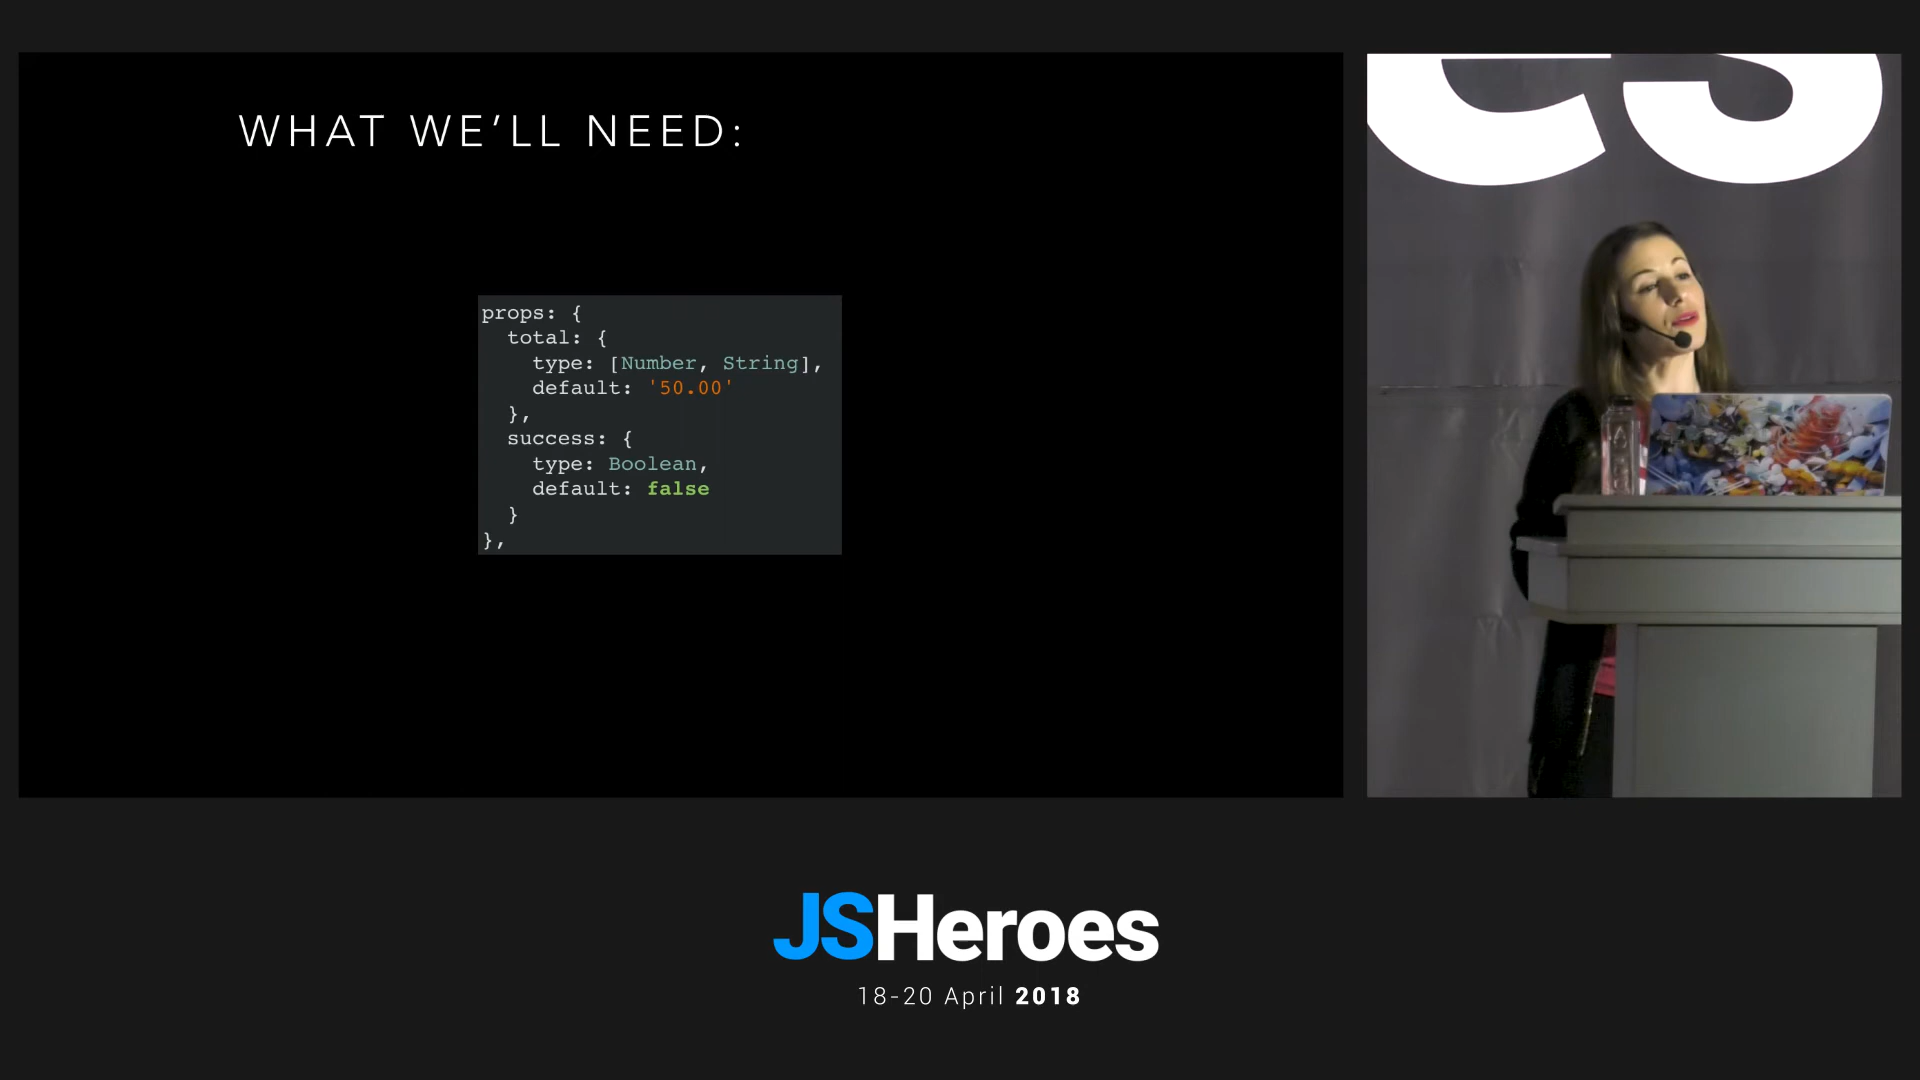 WHAT WE'LL NEED:
props: {
  total: {
    type: [Number, String],
    default: '50.00'
  },
  success: {
    type: Boolean,
    default: false
  }
},
es
JSHeroes
18-20 April 2018